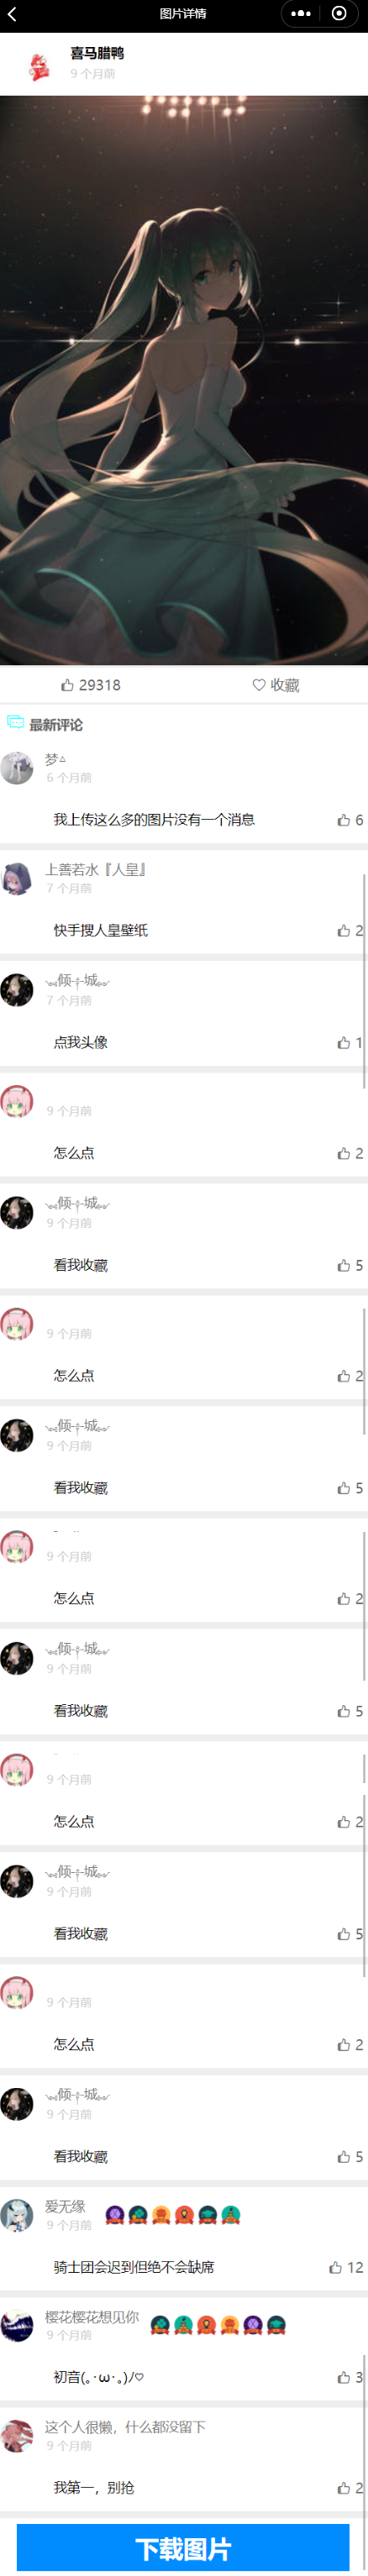 图片详情
喜马腊鸭
9 个月前
29318
收藏
最新评论
梦▵
6 个月前
我上传这么多的图片没有一个消息
6
上善若水『人皇』
7 个月前
快手搜人皇壁纸
2
倾-†-城
7 个月前
点我头像
1
9 个月前
怎么点
2
倾-†-城
9 个月前
看我收藏
5
9 个月前
怎么点
2
倾-†-城
9 个月前
看我收藏
5
9 个月前
怎么点
2
倾-†-城
9 个月前
看我收藏
5
9 个月前
怎么点
2
倾-†-城
9 个月前
看我收藏
5
9 个月前
怎么点
2
倾-†-城
9 个月前
看我收藏
5
爱无缘
9 个月前
骑士团会迟到但绝不会缺席
12
樱花樱花想见你
9 个月前
初音(｡･ω･｡)ﾉ♡
3
这个人很懒，什么都没留下
9 个月前
我第一，别抢
2
下载图片